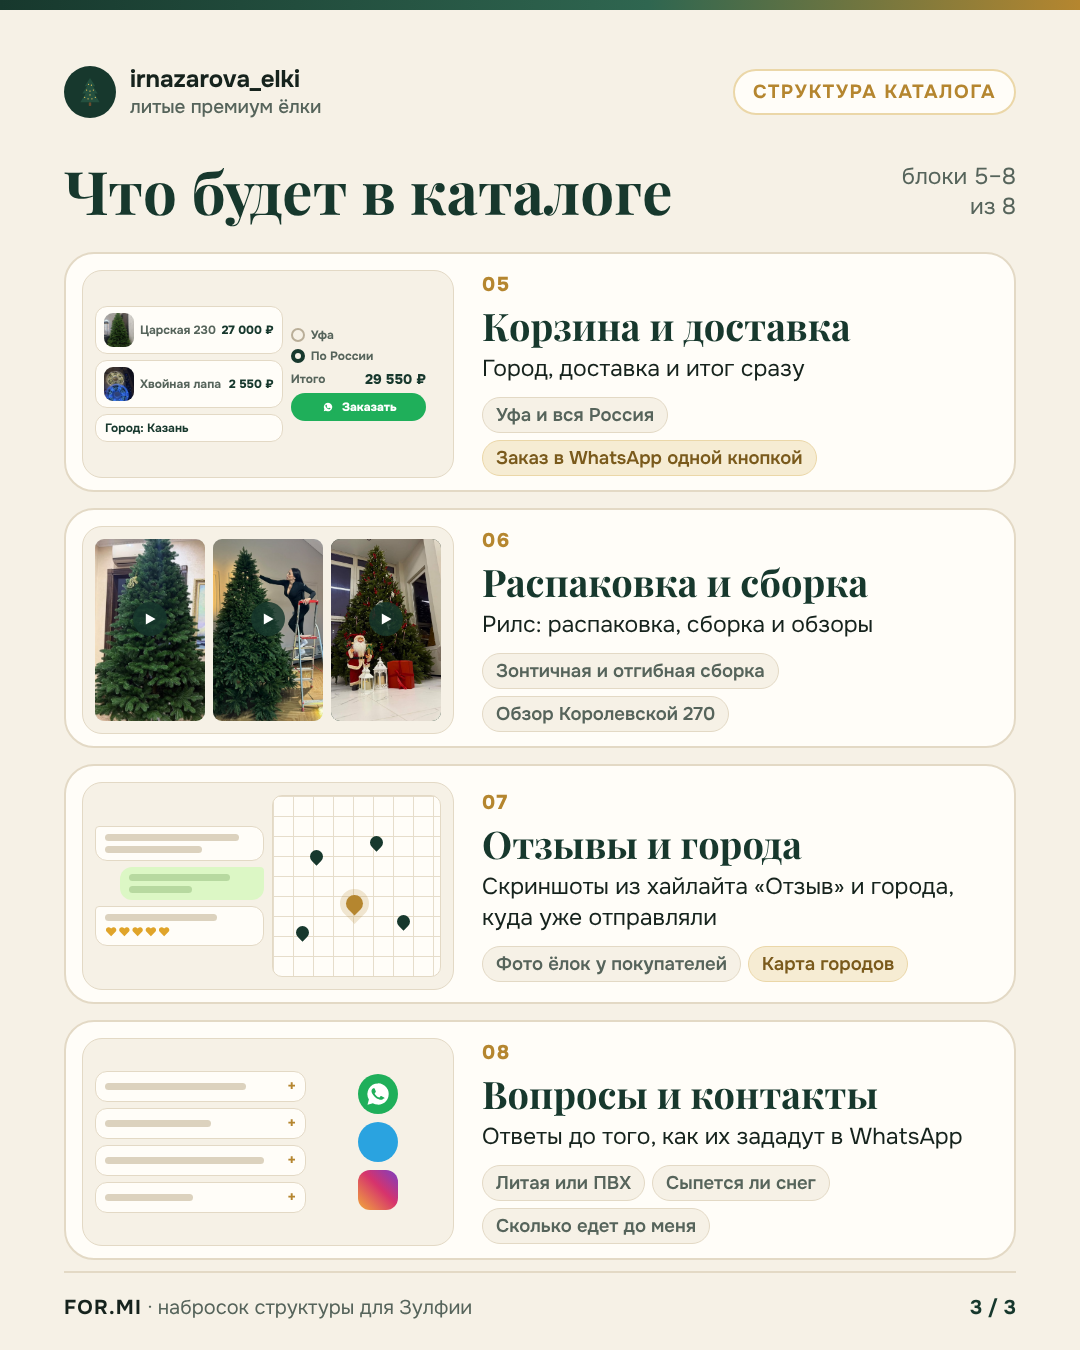 irnazarova_elki
литые премиум ёлки
СТРУКТУРА КАТАЛОГА
Что будет в каталоге
блоки 5–8
из 8
Царская 230 27 000 ₽
Хвойная лапа 2 550 ₽
Город: Казань
Уфа
По России
Итого 29 550 ₽
Заказать
05
Корзина и доставка
Город, доставка и итог сразу
Уфа и вся Россия
Заказ в WhatsApp одной кнопкой
06
Распаковка и сборка
Рилс: распаковка, сборка и обзоры
Зонтичная и отгибная сборка
Обзор Королевской 270
07
Отзывы и города
Скриншоты из хайлайта «Отзыв» и города,
куда уже отправляли
Фото ёлок у покупателей Карта городов
08
Вопросы и контакты
Ответы до того, как их зададут в WhatsApp
Литая или ПВХ Сыпется ли снег
Сколько едет до меня
FOR.MI · набросок структуры для Зулфии
3 / 3